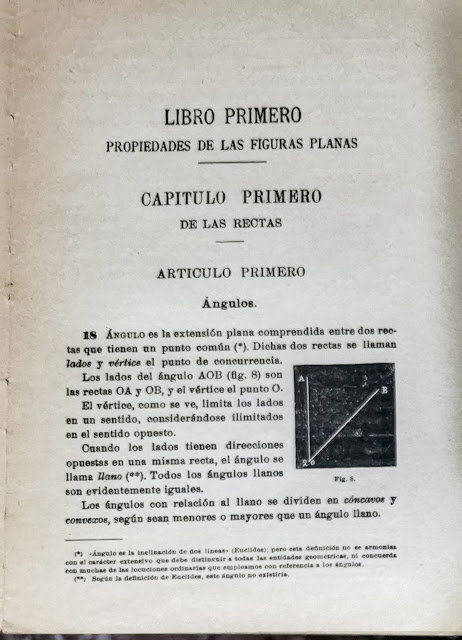 LIBRO PRIMERO
PROPIEDADES DE LAS FIGURAS PLANAS
CAPITULO PRIMERO
DE LAS RECTAS
ARTICULO PRIMERO
Ángulos.
18 ÁNGULO es la extensión plana comprendida entre dos rec-
tas que tienen un punto común (*). Dichas dos rectas se llaman
lados y vértice el punto de concurrencia.
Los lados del ángulo AOB (fig. 8) son
las rectas OA y OB, y el vértice el punto O.
El vértice, como se ve, limita los lados
en un sentido, considerándose ilimitados
en el sentido opuesto.
Cuando los lados tienen direcciones
opuestas en una misma recta, el ángulo se
llama llano (**). Todos los ángulos llanos
son evidentemente iguales.
A
B
Fig. 8.
Los ángulos con relación al llano se dividen en cóncavos y
convexos, según sean menores o mayores que un ángulo llano.
(*) «Ángulo es la inclinación de dos líneas» (Euclides); pero esta definición no se armoniza
con el carácter extensivo que debe distinguir a todas las entidades geométricas, ni concuerda
con muchas de las locuciones ordinarias que empleamos con referencia a los ángulos.
(**) Según la definición de Euclides, este ángulo no existiría.